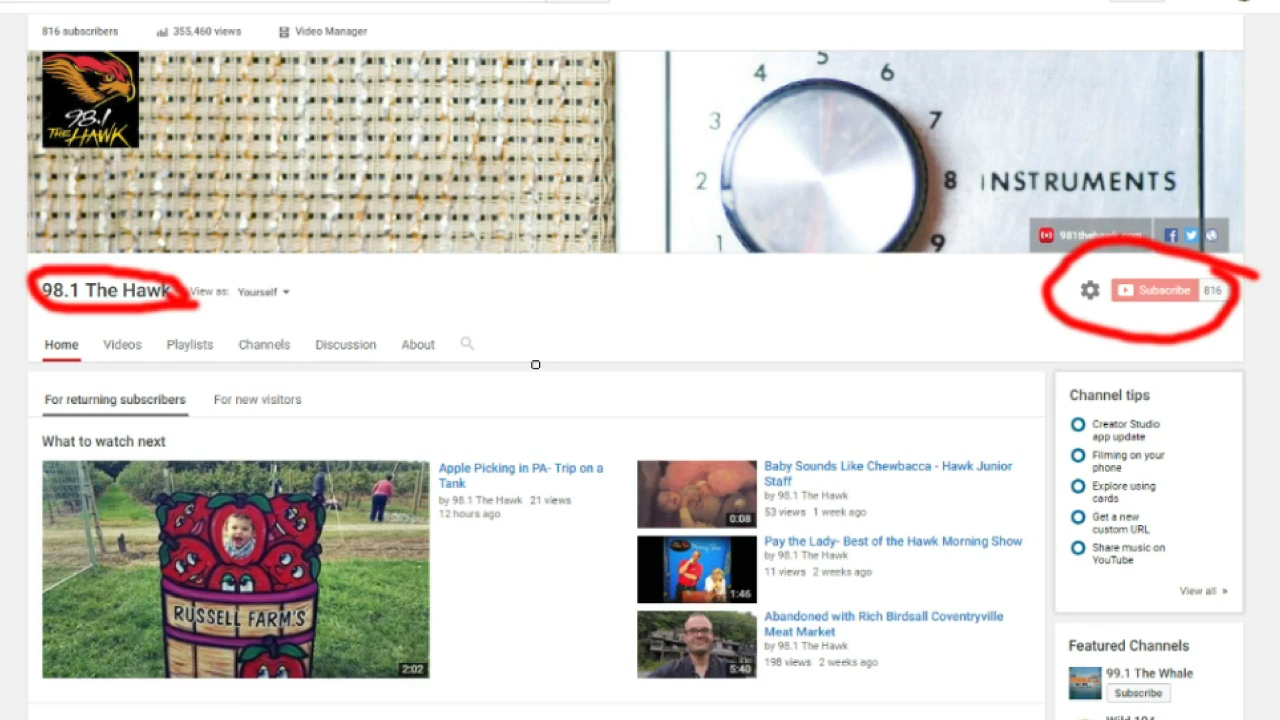 816 subscribers 355,460 views Video Manager
98.1
THE HAWK
1 2 3 4 5 6 7 8 9
INSTRUMENTS
98.1 The Hawk View as: Yourself
Subscribe 816
Home Videos Playlists Channels Discussion About
For returning subscribers For new visitors
What to watch next
RUSSELL FARM'S
2:02
Apple Picking in PA- Trip on a
Tank
by 98.1 The Hawk 21 views
12 hours ago
0:08
Baby Sounds Like Chewbacca - Hawk Junior
Staff
by 98.1 The Hawk
53 views 1 week ago
1:46
Pay the Lady- Best of the Hawk Morning Show
by 98.1 The Hawk
11 views 2 weeks ago
5:40
Abandoned with Rich Birdsall Coventryville
Meat Market
by 98.1 The Hawk
198 views 2 weeks ago
Channel tips
Creator Studio
app update
Filming on your
phone
Explore using
cards
Get a new
custom URL
Share music on
YouTube
View all »
Featured Channels
99.1 The Whale
Subscribe